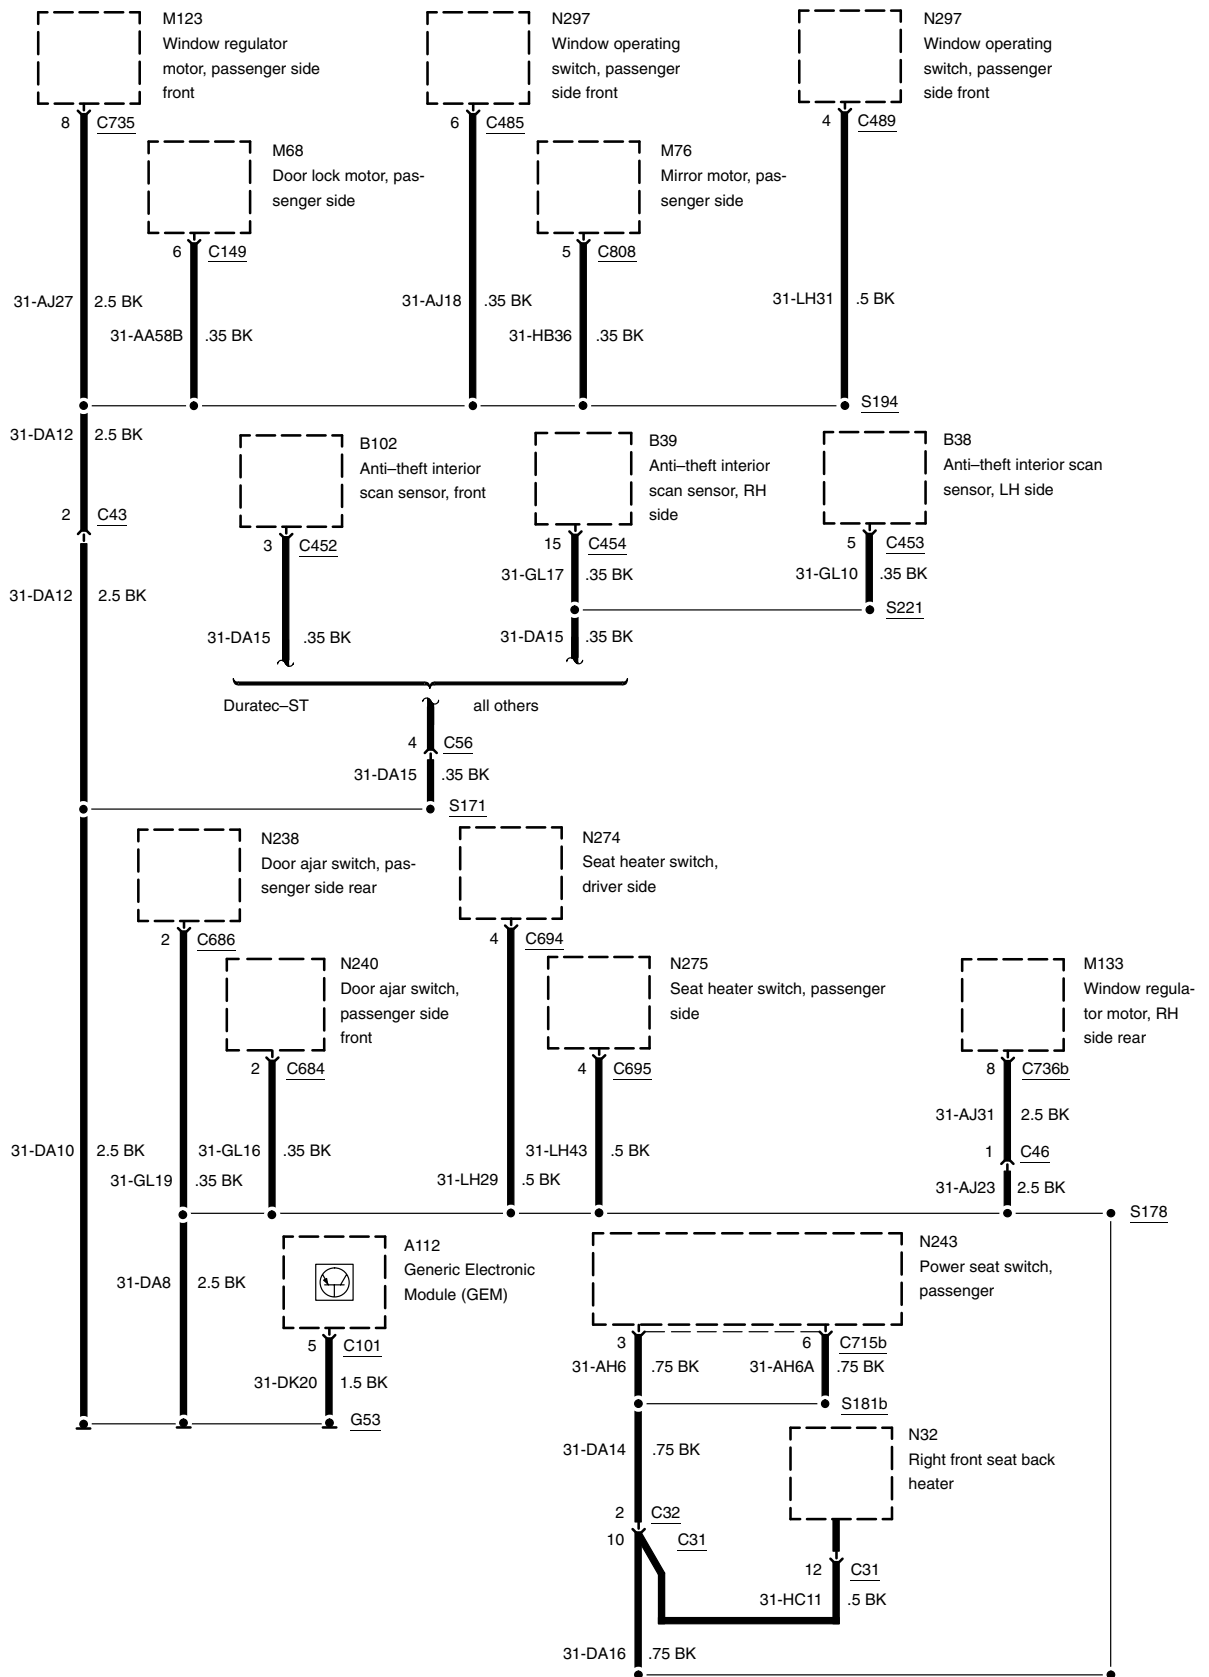 M123
Window regulator
motor, passenger side
front
N297
Window operating
switch, passenger
side front
N297
Window operating
switch, passenger
side front
8 C735
6 C485
4 C489
M68
Door lock motor, pas-
senger side
M76
Mirror motor, pas-
senger side
6 C149
5 C808
31-AJ27 2.5 BK
31-AJ18 .35 BK
31-LH31 .5 BK
31-AA58B .35 BK
31-HB36 .35 BK
S194
31-DA12 2.5 BK
B102
Anti–theft interior
scan sensor, front
B39
Anti–theft interior
scan sensor, RH
side
B38
Anti–theft interior scan
sensor, LH side
2 C43
3 C452
15 C454
5 C453
31-GL17 .35 BK
31-GL10 .35 BK
31-DA12 2.5 BK
S221
31-DA15 .35 BK
31-DA15 .35 BK
Duratec–ST
all others
4 C56
31-DA15 .35 BK
S171
N238
Door ajar switch, pas-
senger side rear
N274
Seat heater switch,
driver side
2 C686
4 C694
N240
Door ajar switch,
passenger side
front
N275
Seat heater switch, passenger
side
M133
Window regula-
tor motor, RH
side rear
2 C684
4 C695
8 C736b
31-AJ31 2.5 BK
31-DA10 2.5 BK
31-GL16 .35 BK
31-LH43 .5 BK
1 C46
31-GL19 .35 BK
31-LH29 .5 BK
31-AJ23 2.5 BK
S178
A112
Generic Electronic
Module (GEM)
N243
Power seat switch,
passenger
31-DA8 2.5 BK
5 C101
3
6 C715b
31-AH6 .75 BK
31-AH6A .75 BK
31-DK20 1.5 BK
S181b
G53
N32
Right front seat back
heater
31-DA14 .75 BK
2 C32
10 C31
12 C31
31-HC11 .5 BK
31-DA16 .75 BK